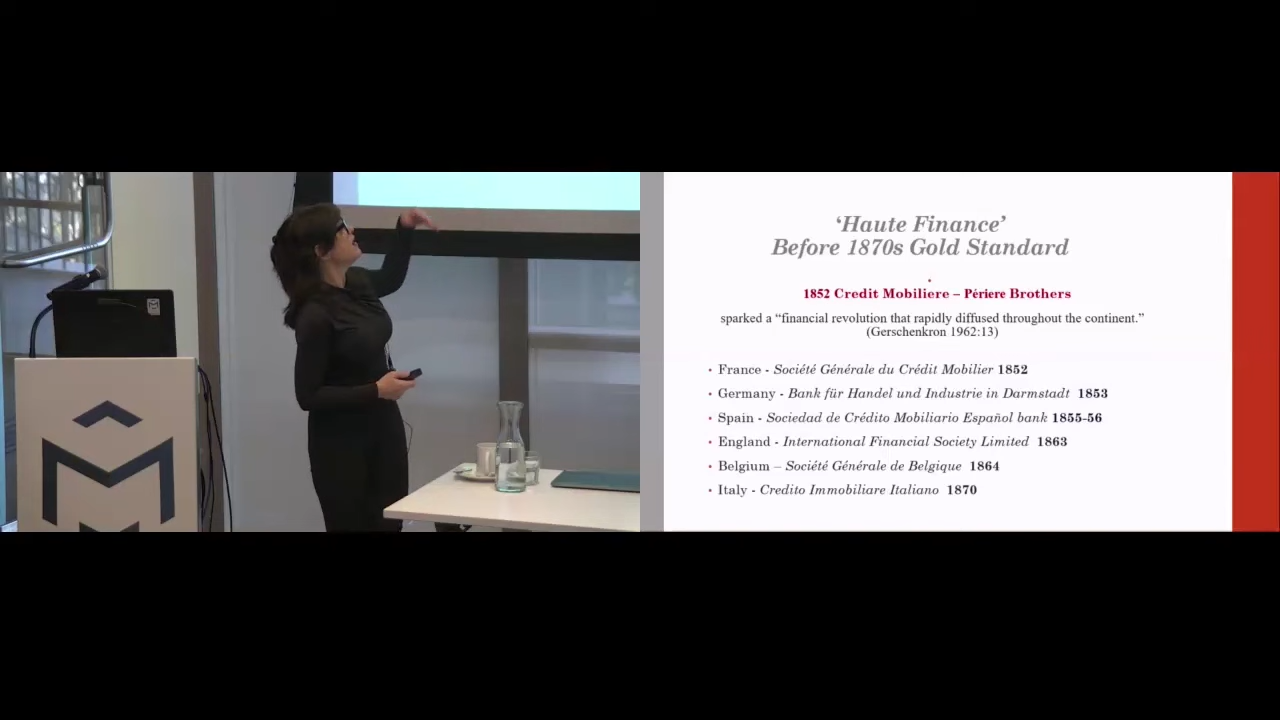 ‘Haute Finance’
Before 1870s Gold Standard
1852 Credit Mobiliere – Périere Brothers
sparked a “financial revolution that rapidly diffused throughout the continent.”
(Gerschenkron 1962:13)
• France - Société Générale du Crédit Mobilier 1852
• Germany - Bank für Handel und Industrie in Darmstadt 1853
• Spain - Sociedad de Crédito Mobiliario Español bank 1855-56
• England - International Financial Society Limited 1863
• Belgium – Société Générale de Belgique 1864
• Italy - Credito Immobiliare Italiano 1870